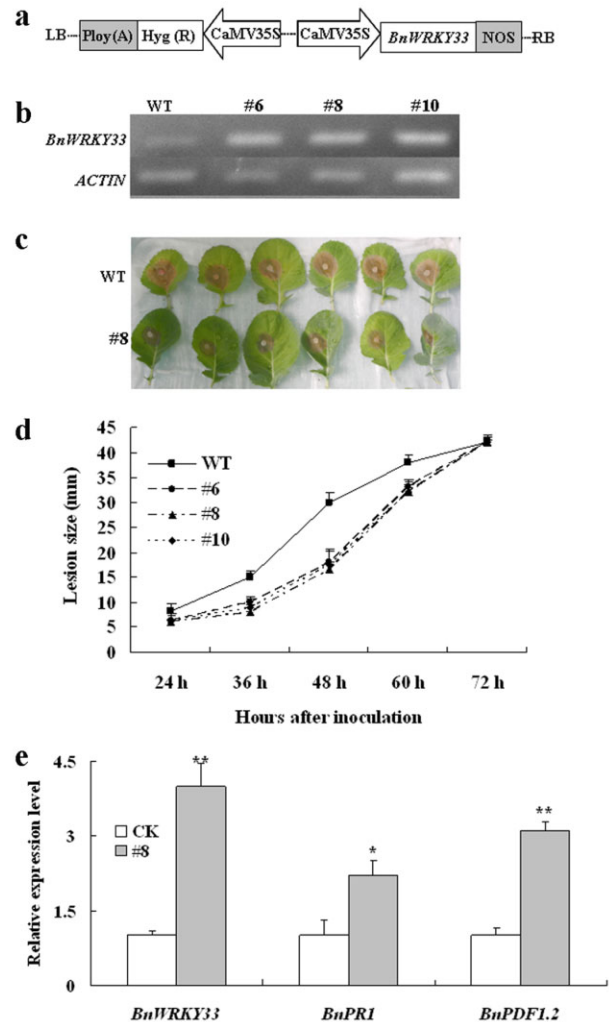 a
LB Ploy(A) Hyg (R) CaMV35S CaMV35S BnWRKY33 NOS RB
b
WT #6 #8 #10
BnWRKY33
ACTIN
c
WT
#8
d
45
40
35
30
25
20
15
10
5
0
Lesion size (mm)
WT
#6
#8
#10
24 h 36 h 48 h 60 h 72 h
Hours after inoculation
e
4.5
3
1.5
0
Relative expression level
CK
#8
**
*
**
BnWRKY33 BnPR1 BnPDF1.2